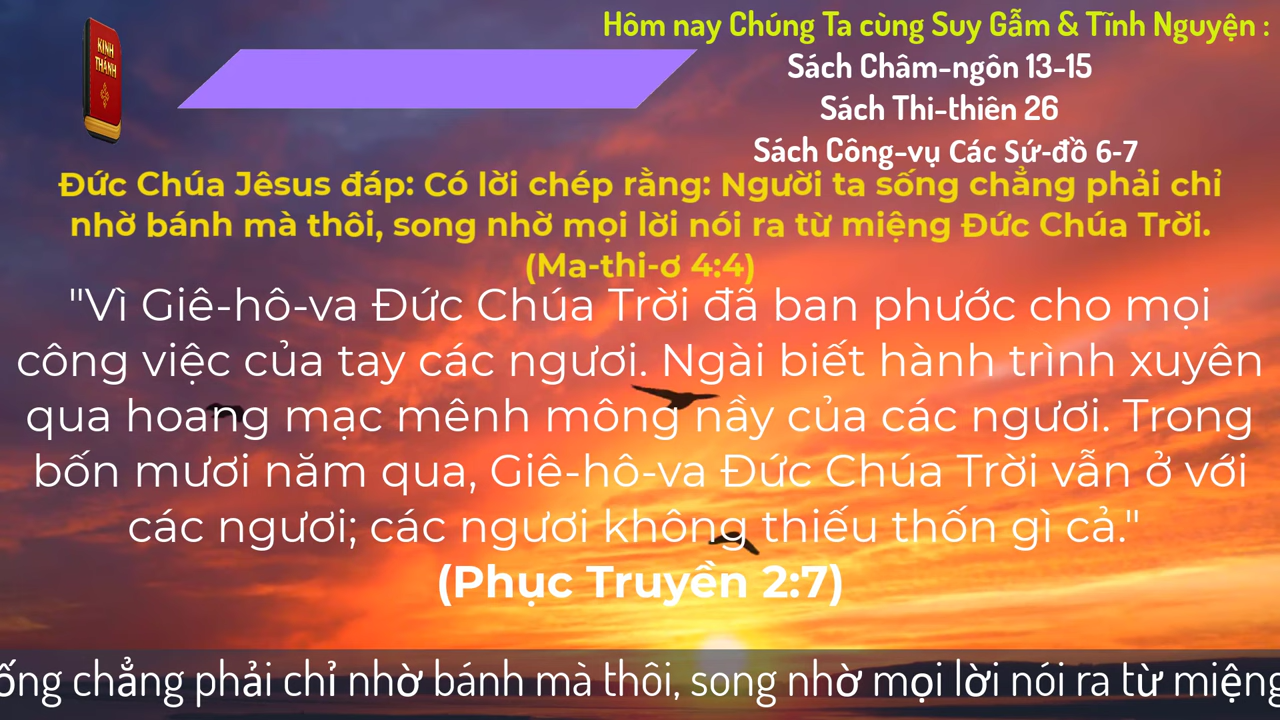 KINH
THÁNH
Hôm nay Chúng Ta cùng Suy Gẫm & Tĩnh Nguyện :
Sách Châm-ngôn 13-15
Sách Thi-thiên 26
Sách Công-vụ Các Sứ-đồ 6-7
Đức Chúa Jêsus đáp: Có lời chép rằng: Người ta sống chẳng phải chỉ
nhờ bánh mà thôi, song nhờ mọi lời nói ra từ miệng Đức Chúa Trời.
(Ma-thi-ơ 4:4)
"Vì Giê-hô-va Đức Chúa Trời đã ban phước cho mọi
công việc của tay các ngươi. Ngài biết hành trình xuyên
qua hoang mạc mênh mông nầy của các ngươi. Trong
bốn mươi năm qua, Giê-hô-va Đức Chúa Trời vẫn ở với
các ngươi; các ngươi không thiếu thốn gì cả."
(Phục Truyền 2:7)
ống chẳng phải chỉ nhờ bánh mà thôi, song nhờ mọi lời nói ra từ miệng